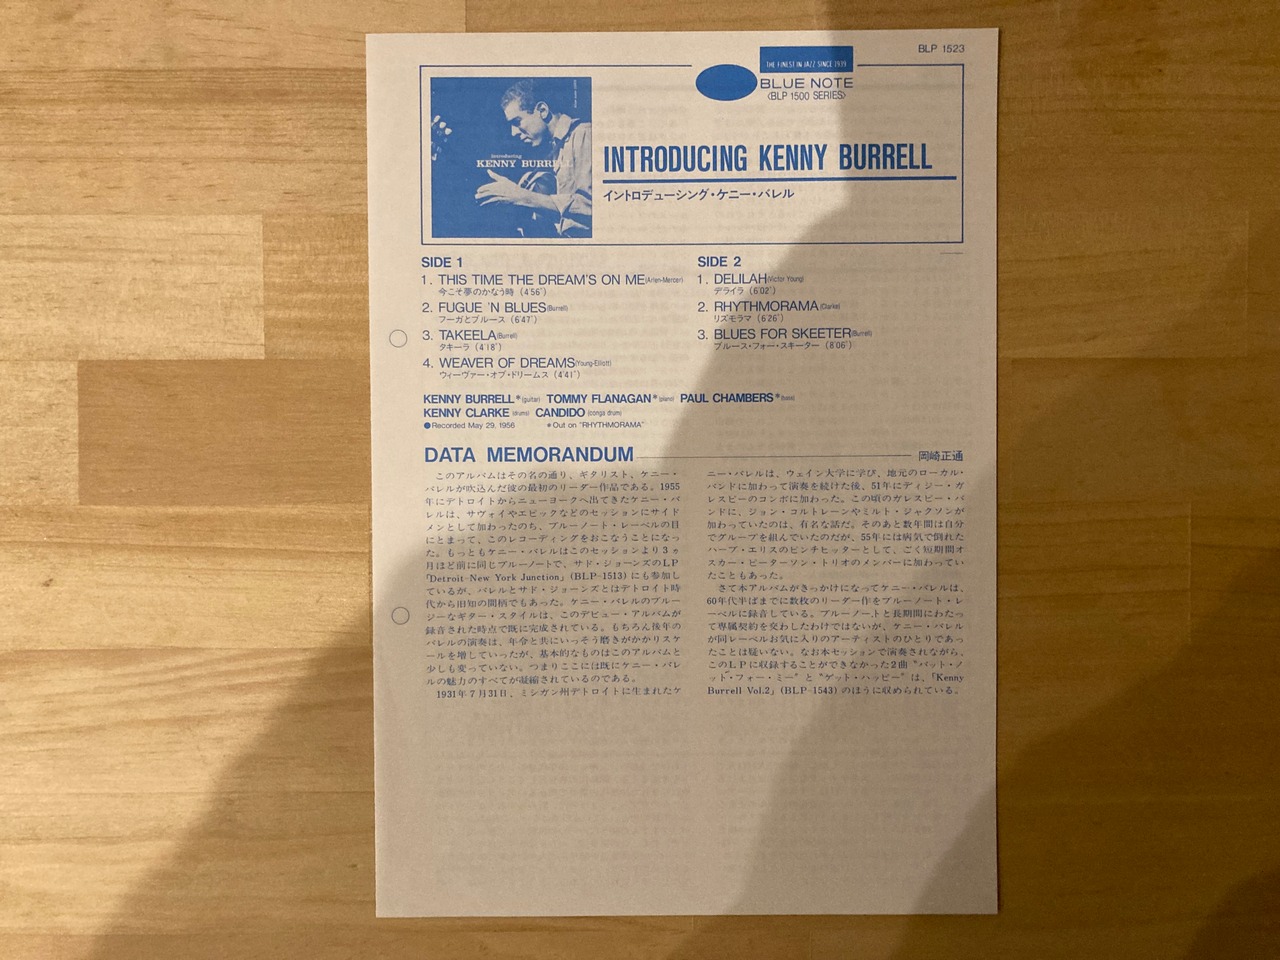 BLP 1523
THE FINEST IN JAZZ SINCE 1939
BLUE NOTE
〈BLP 1500 SERIES〉
introducing
KENNY BURRELL
INTRODUCING KENNY BURRELL
イントロデューシング・ケニー・バレル
SIDE 1
1. THIS TIME THE DREAM'S ON ME(Arlen-Mercer)
今こそ夢のかなう時（4'56"）
2. FUGUE 'N BLUES(Burrell)
フーガとブルース（6'47"）
3. TAKEELA(Burrell)
タキーラ（4'18"）
4. WEAVER OF DREAMS(Young-Elliott)
ウィーヴァー・オブ・ドリームス（4'41"）
SIDE 2
1. DELILAH(Victor Young)
デライラ（6'02"）
2. RHYTHMORAMA(Clarke)
リズモラマ（6'26"）
3. BLUES FOR SKEETER(Burrell)
ブルース・フォー・スキーター（8'06"）
KENNY BURRELL*(guitar) TOMMY FLANAGAN*(piano) PAUL CHAMBERS*(bass)
KENNY CLARKE(drums) CANDIDO(conga drum)
●Recorded May 29, 1956 *Out on "RHYTHMORAMA"
DATA MEMORANDUM
岡崎正通
このアルバムはその名の通り、ギタリスト、ケニー・
バレルが吹込んだ彼の最初のリーダー作品である。1955
年にデトロイトからニューヨークへ出てきたケニー・バ
レルは、サヴォイやエピックなどのセッションにサイド
メンとして加わったのち、ブルーノート・レーベルの目
にとまって、このレコーディングをおこなうことになっ
た。もっともケニー・バレルはこのセッションより3ヵ
月ほど前に同じブルーノートで、サド・ジョーンズのLP
「Detroit-New York Junction」(BLP-1513) にも参加し
ているが、バレルとサド・ジョーンズとはデトロイト時
代から旧知の間柄でもあった。ケニー・バレルのブルー
ジーなギター・スタイルは、このデビュー・アルバムが
録音された時点で既に完成されている。もちろん後年の
バレルの演奏は、年令と共にいっそう磨きがかかりスケ
ールを増していったが、基本的なものはこのアルバムと
少しも変っていない。つまりここには既にケニー・バレ
ルの魅力のすべてが凝縮されているのである。
1931年7月31日、ミシガン州デトロイトに生まれたケ
ニー・バレルは、ウェイン大学に学び、地元のローカル・
バンドに加わって演奏を続けた後、51年にディジー・ガ
レスピーのコンボに加わった。この頃のガレスピー・バ
ンドに、ジョン・コルトレーンやミルト・ジャクソンが
加わっていたのは、有名な話だ。そのあと数年間は自分
でグループを組んでいたのだが、55年には病気で倒れた
ハーブ・エリスのピンチヒッターとして、ごく短期間オ
スカー・ピーターソン・トリオのメンバーに加わってい
たこともあった。
さて本アルバムがきっかけになってケニー・バレルは、
60年代半ばまでに数枚のリーダー作をブルーノート・レ
ーベルに録音している。ブルーノートと長期間にわたっ
て専属契約を交わしたわけではないが、ケニー・バレル
が同レーベルお気に入りのアーティストのひとりであっ
たことは疑いない。なお本セッションで演奏されながら、
このLPに収録することができなかった2曲 "バット・ノ
ット・フォー・ミー" と "ゲット・ハッピー" は、「Kenny
Burrell Vol.2」(BLP-1543) のほうに収められている。